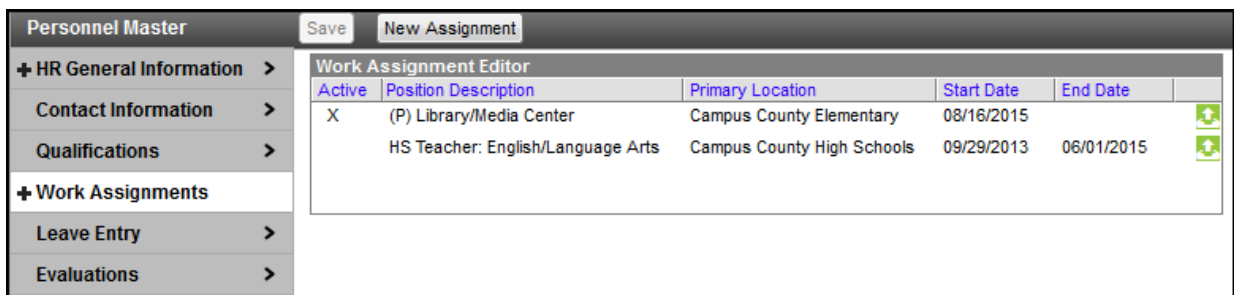 Personnel Master
Save New Assignment
+ HR General Information >
Contact Information >
Qualifications >
+ Work Assignments
Leave Entry >
Evaluations >
Work Assignment Editor
Active Position Description Primary Location Start Date End Date
X (P) Library/Media Center Campus County Elementary 08/16/2015
HS Teacher: English/Language Arts Campus County High Schools 09/29/2013 06/01/2015